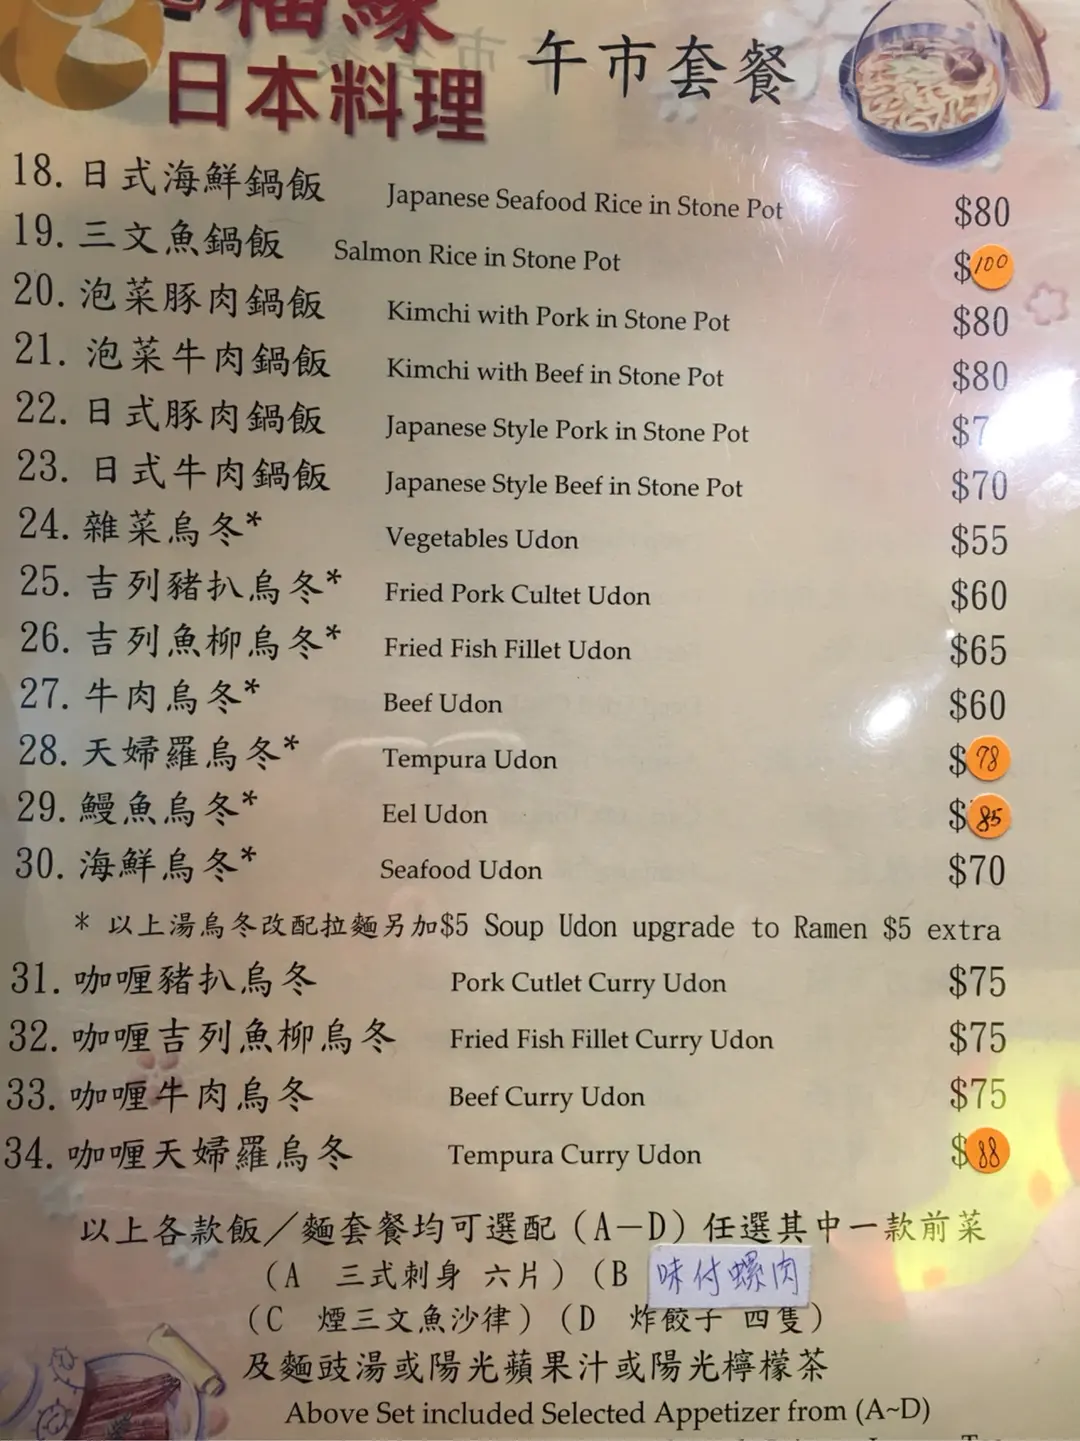 福緣
日本料理 午市套餐
18. 日式海鮮鍋飯 Japanese Seafood Rice in Stone Pot $80
19. 三文魚鍋飯 Salmon Rice in Stone Pot $100
20. 泡菜豚肉鍋飯 Kimchi with Pork in Stone Pot $80
21. 泡菜牛肉鍋飯 Kimchi with Beef in Stone Pot $80
22. 日式豚肉鍋飯 Japanese Style Pork in Stone Pot $7
23. 日式牛肉鍋飯 Japanese Style Beef in Stone Pot $70
24. 雜菜烏冬* Vegetables Udon $55
25. 吉列豬扒烏冬* Fried Pork Cultet Udon $60
26. 吉列魚柳烏冬* Fried Fish Fillet Udon $65
27. 牛肉烏冬* Beef Udon $60
28. 天婦羅烏冬* Tempura Udon $78
29. 鰻魚烏冬* Eel Udon $85
30. 海鮮烏冬* Seafood Udon $70
* 以上湯烏冬改配拉麵另加$5 Soup Udon upgrade to Ramen $5 extra
31. 咖喱豬扒烏冬 Pork Cutlet Curry Udon $75
32. 咖喱吉列魚柳烏冬 Fried Fish Fillet Curry Udon $75
33. 咖喱牛肉烏冬 Beef Curry Udon $75
34. 咖喱天婦羅烏冬 Tempura Curry Udon $88
以上各款飯／麵套餐均可選配（A－D）任選其中一款前菜
（A 三式刺身 六片）（B 味付螺肉
（C 煙三文魚沙律）（D 炸餃子 四隻）
及麵豉湯或陽光蘋果汁或陽光檸檬茶
Above Set included Selected Appetizer from (A~D)